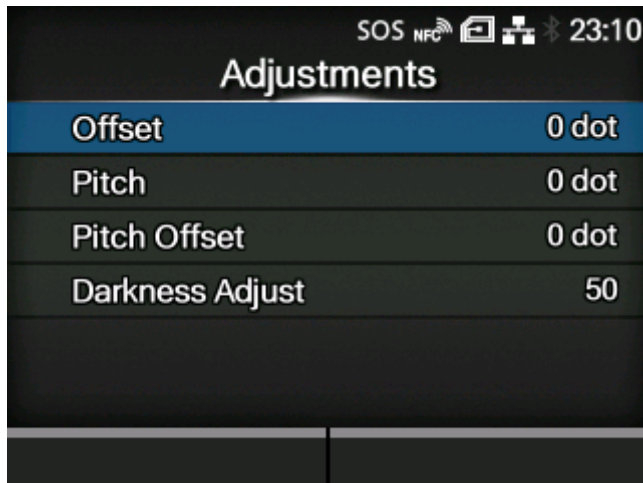 SOS NFC 23:10
Adjustments
Offset 0 dot
Pitch 0 dot
Pitch Offset 0 dot
Darkness Adjust 50